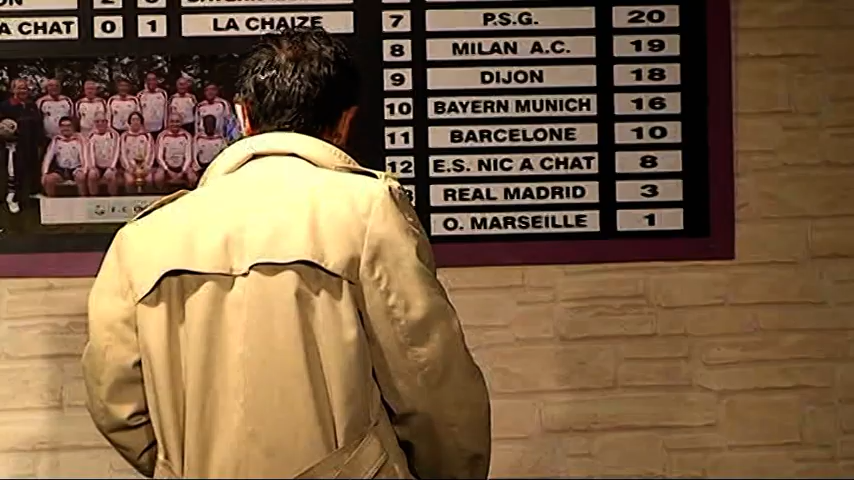 A CHAT 0 1 LA CHAIZE
7 P.S.G. 20
8 MILAN A.C. 19
9 DIJON 18
10 BAYERN MUNICH 16
11 BARCELONE 10
12 E.S. NIC A CHAT 8
REAL MADRID 3
O. MARSEILLE 1
F.C